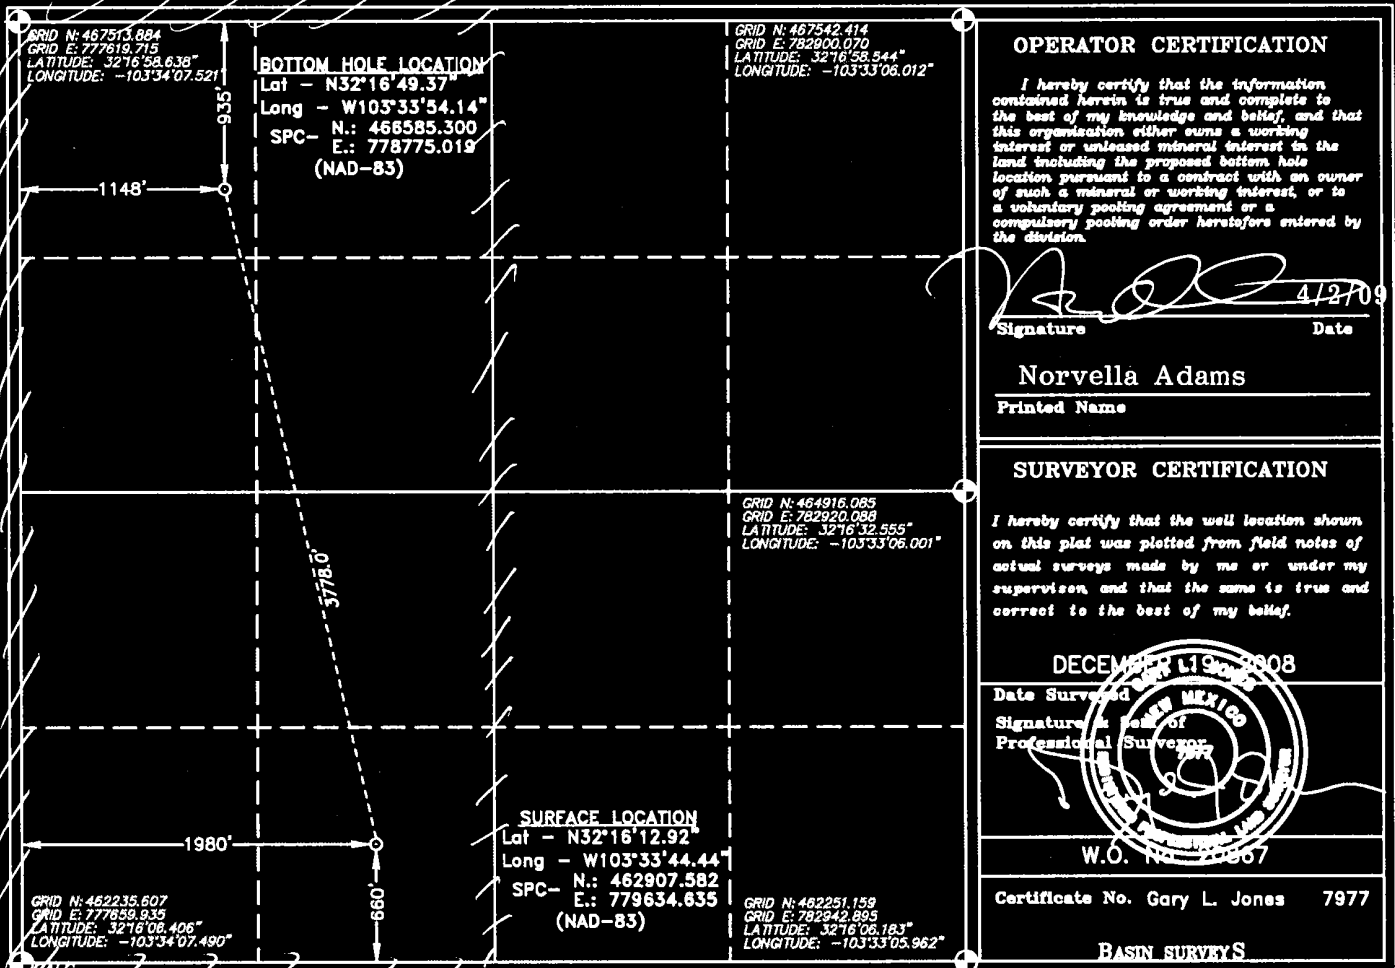 GRID N: 467513.884
GRID E: 777619.715
LATITUDE: 32°16'58.638"
LONGITUDE: -103°34'07.521"
935'
BOTTOM HOLE LOCATION
Lat - N32°16'49.37"
Long - W103°33'54.14"
SPC- N.: 466585.300
E.: 778775.019
(NAD-83)
GRID N: 467542.414
GRID E: 782900.070
LATITUDE: 32°16'58.544"
LONGITUDE: -103°33'06.012"
1148'
3778.0'
GRID N: 464916.085
GRID E: 782920.088
LATITUDE: 32°16'32.555"
LONGITUDE: -103°33'06.001"
1980'
660'
SURFACE LOCATION
Lat - N32°16'12.92"
Long - W103°33'44.44"
SPC- N.: 462907.582
E.: 779634.635
(NAD-83)
GRID N: 462235.607
GRID E: 777659.935
LATITUDE: 32°16'06.406"
LONGITUDE: -103°34'07.490"
GRID N: 462251.159
GRID E: 782942.895
LATITUDE: 32°16'06.183"
LONGITUDE: -103°33'05.962"
OPERATOR CERTIFICATION
I hereby certify that the information
contained herein is true and complete to
the best of my knowledge and belief, and that
this organization either owns a working
interest or unleased mineral interest in the
land including the proposed bottom hole
location pursuant to a contract with an owner
of such a mineral or working interest, or to
a voluntary pooling agreement or a
compulsory pooling order heretofore entered by
the division.
4/2/09
Signature Date
Norvella Adams
Printed Name
SURVEYOR CERTIFICATION
I hereby certify that the well location shown
on this plat was plotted from field notes of
actual surveys made by me or under my
supervison, and that the same is true and
correct to the best of my belief.
DECEMBER 19, 2008
Date Surveyed
Signature & Seal of
Professional Surveyor
GARY L. JONES
NEW MEXICO
7977
REGISTERED PROFESSIONAL LAND SURVEYOR
W.O. No.
Certificate No. Gary L. Jones 7977
BASIN SURVEYS